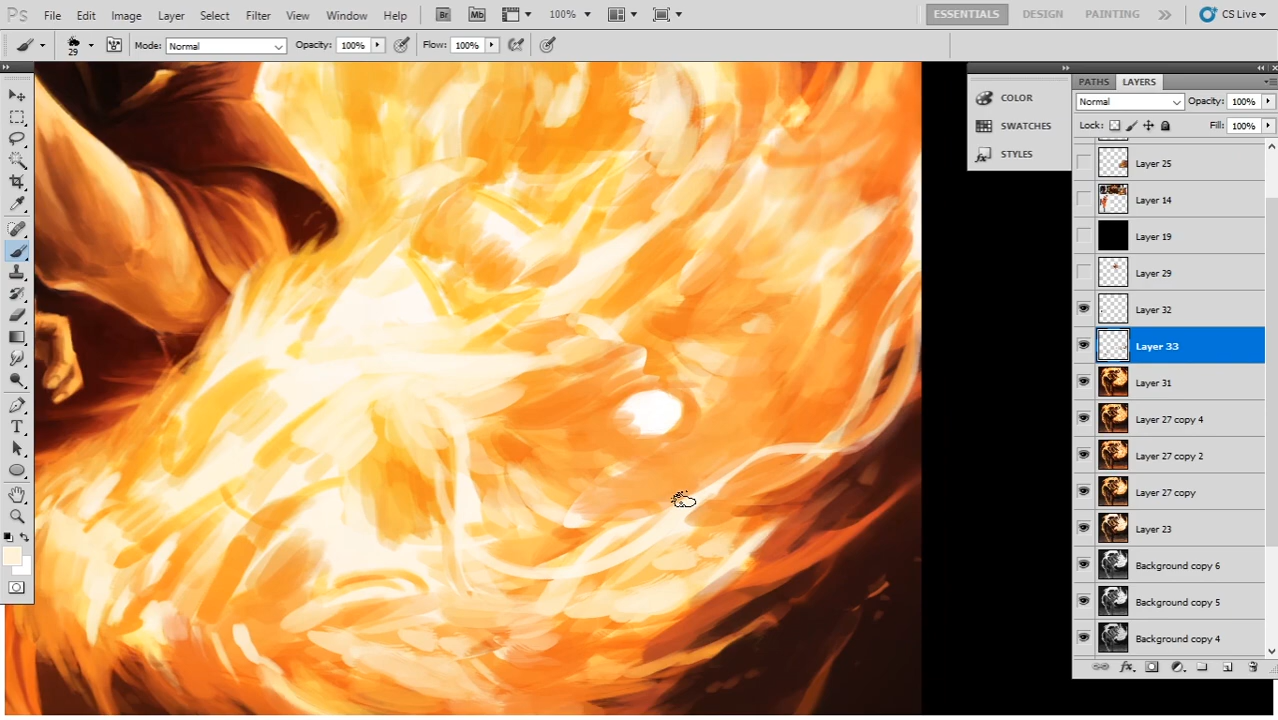 Ps File Edit Image Layer Select Filter View Window Help Br Mb 100% ESSENTIALS DESIGN PAINTING CS Live
29 Mode: Normal Opacity: 100% Flow: 100%
PATHS LAYERS
COLOR
Normal Opacity: 100%
SWATCHES
Lock: Fill: 100%
STYLES
Layer 25
Layer 14
Layer 19
Layer 29
Layer 32
Layer 33
Layer 31
Layer 27 copy 4
Layer 27 copy 2
Layer 27 copy
Layer 23
Background copy 6
Background copy 5
Background copy 4
T
fx